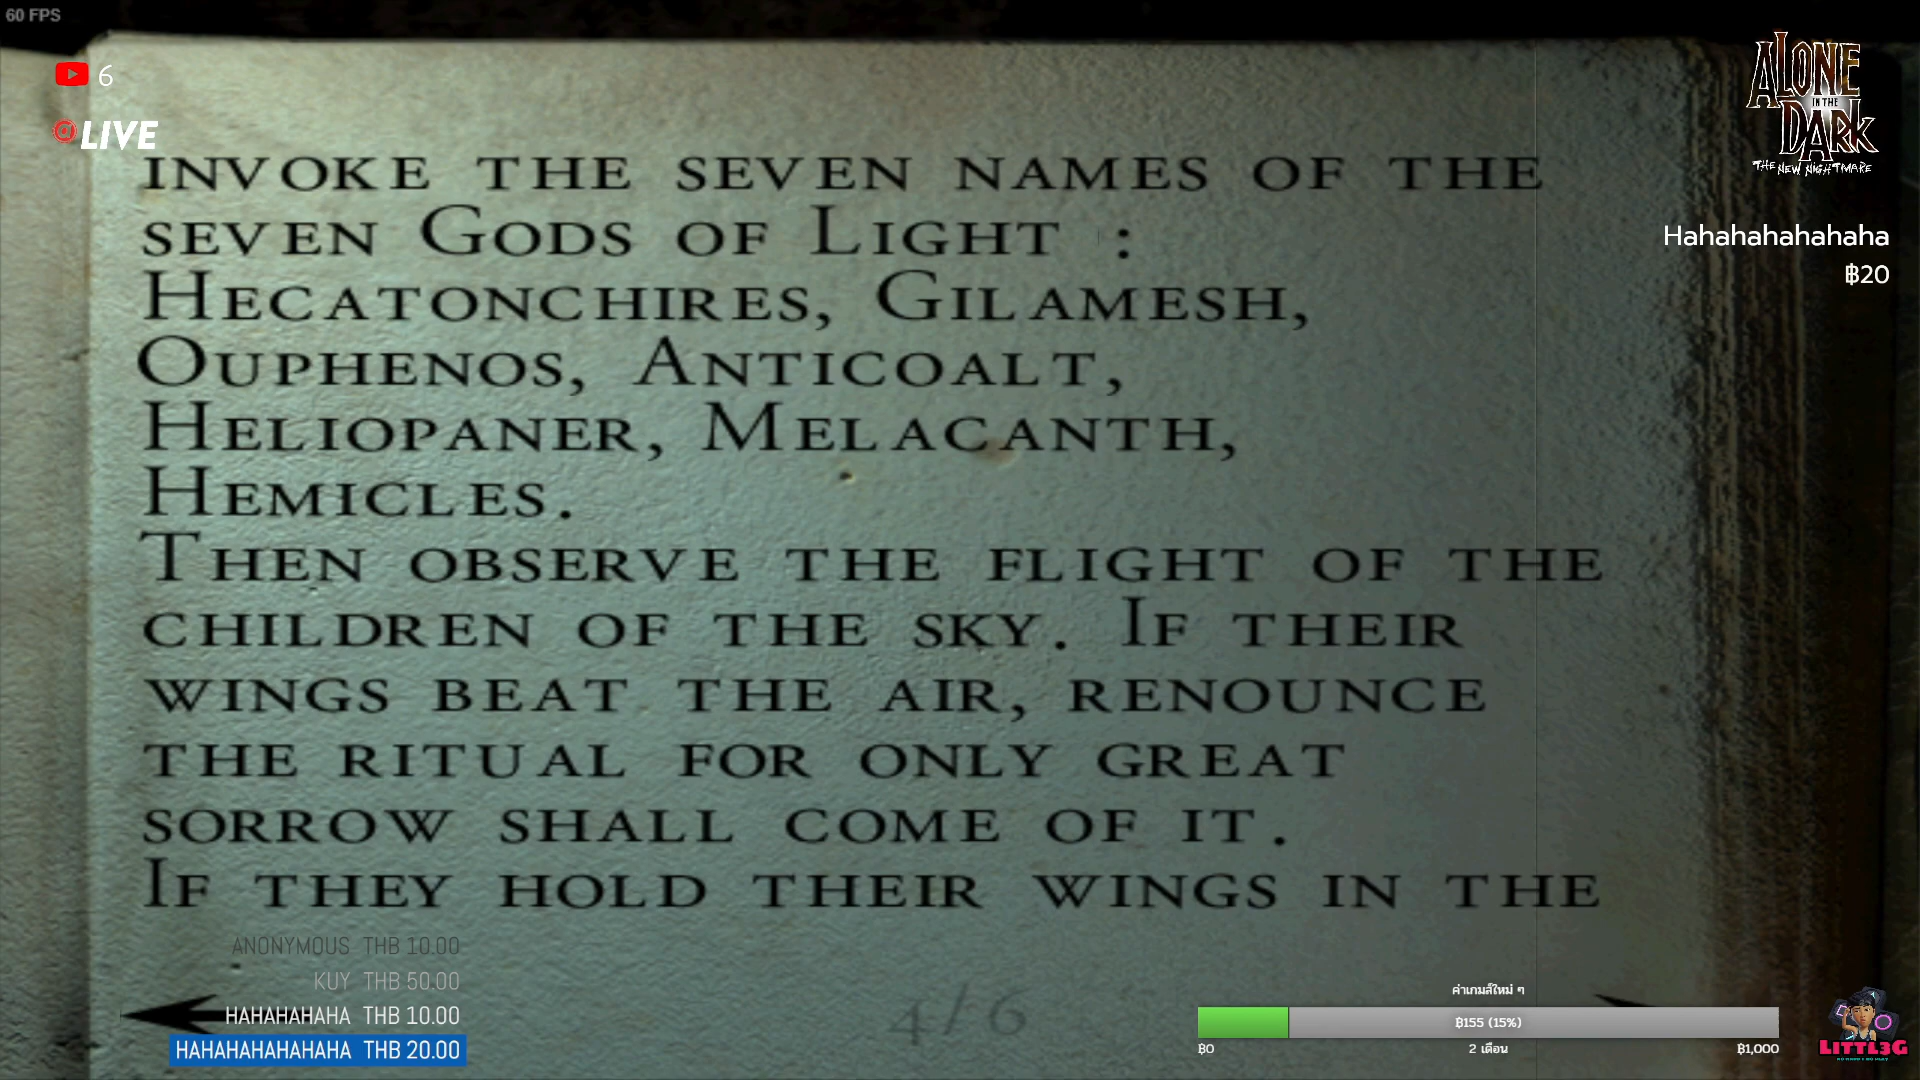 60 FPS
6
@LIVE
ALONE
IN THE
DARK
THE NEW NIGHTMARE
Hahahahahahaha
฿20
INVOKE THE SEVEN NAMES OF THE
SEVEN GODS OF LIGHT :
HECATONCHIRES, GILAMESH,
OUPHENOS, ANTICOALT,
HELIOPANER, MELACANTH,
HEMICLES.
THEN OBSERVE THE FLIGHT OF THE
CHILDREN OF THE SKY. IF THEIR
WINGS BEAT THE AIR, RENOUNCE
THE RITUAL FOR ONLY GREAT
SORROW SHALL COME OF IT.
IF THEY HOLD THEIR WINGS IN THE
ANONYMOUS THB 10.00
KUY THB 50.00
HAHAHAHAHA THB 10.00
HAHAHAHAHAHAHA THB 20.00
4/6
ค่าเกมส์ใหม่ ๆ
฿155 (15%)
฿0 2 เดือน ฿1,000
LITTL3G